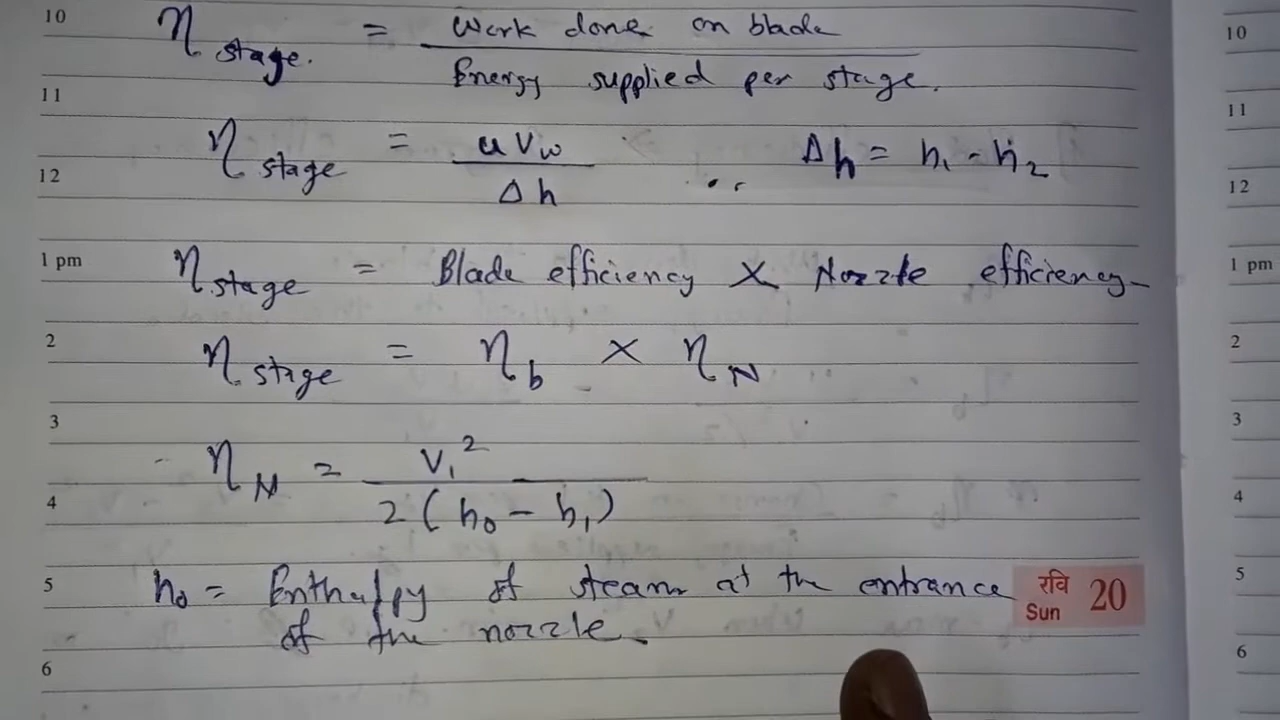 10 η stage. = Work done on blade / Energy supplied per stage. 10
11 11
12 η stage = u Vw / Δh ∵ Δh = h₁ - h₂ 12
1 pm η stage = Blade efficiency × Nozzle efficiency 1 pm
2 η stage = ηb × ηN 2
3 3
4 ηN = V₁² / 2(h₀ - h₁) 4
5 h₀ = Enthalpy of steam at the entrance रवि Sun 20 5
of the nozzle.
6 6